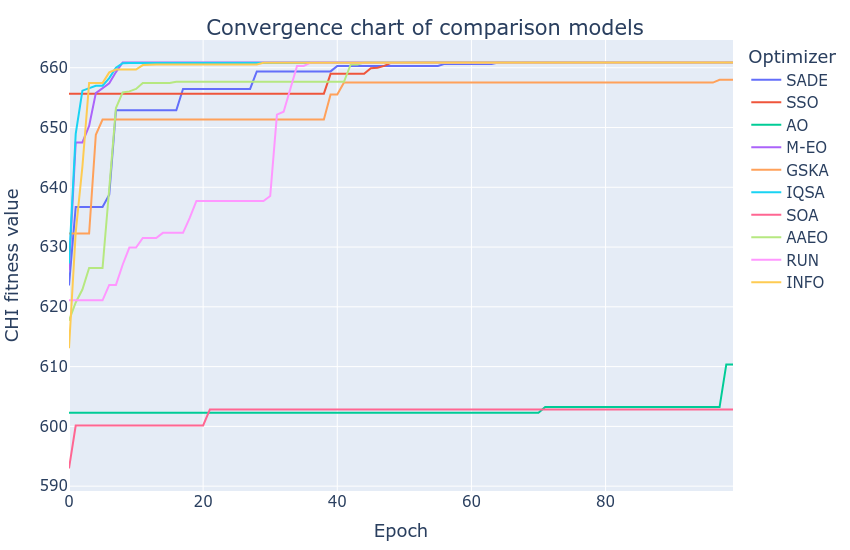 Convergence chart of comparison models
CHI fitness value
660
650
640
630
620
610
600
590
0
20
40
60
80
Epoch
Optimizer
SADE
SSO
AO
M-EO
GSKA
IQSA
SOA
AAEO
RUN
INFO